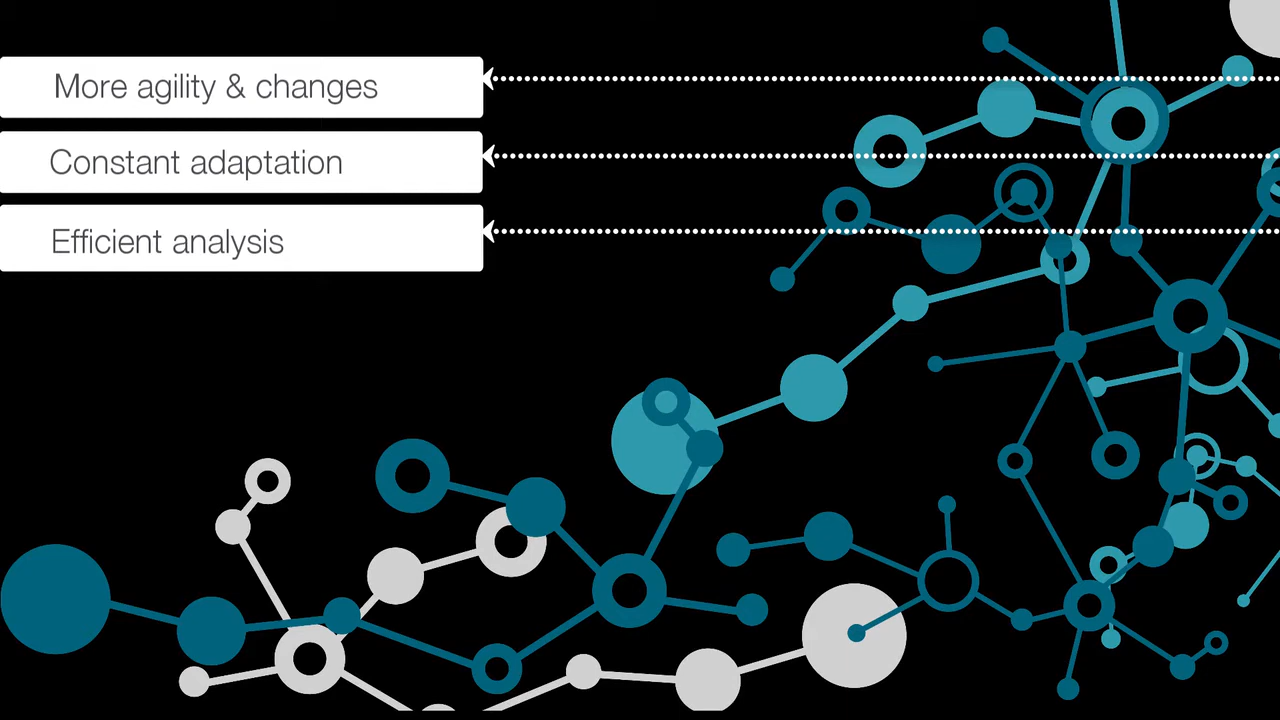 More agility & changes
Constant adaptation
Efficient analysis